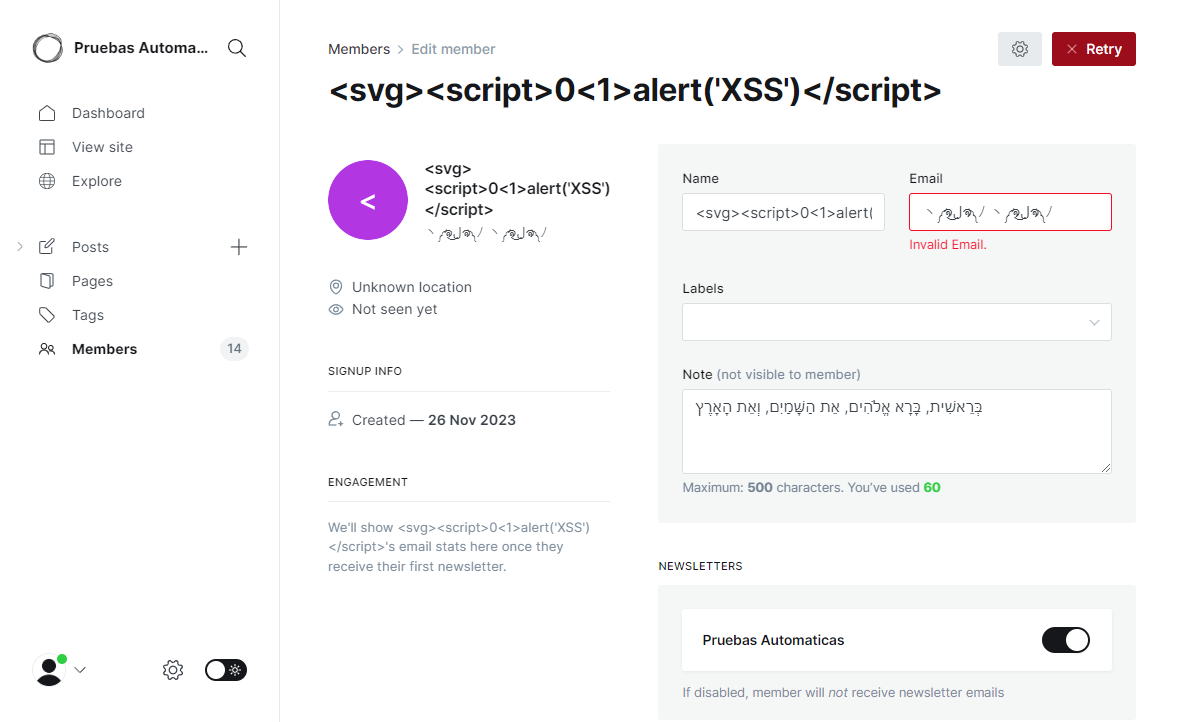 Pruebas Automa...
Dashboard
View site
Explore
Posts
Pages
Tags
Members
14
Members > Edit member
Retry
<svg><script>0<1>alert('XSS')</script>
<
<svg>
<script>0<1>alert('XSS')
</script>
Unknown location
Not seen yet
SIGNUP INFO
Created — 26 Nov 2023
ENGAGEMENT
We'll show <svg><script>0<1>alert('XSS')
</script>'s email stats here once they
receive their first newsletter.
Name
<svg><script>0<1>alert(
Email
Invalid Email.
Labels
Note (not visible to member)
בְּרֵאשִׁית, בָּרָא אֱלֹהִים, אֵת הַשָּׁמַיִם, וְאֵת הָאָרֶץ
Maximum: 500 characters. You've used 60
NEWSLETTERS
Pruebas Automaticas
If disabled, member will not receive newsletter emails